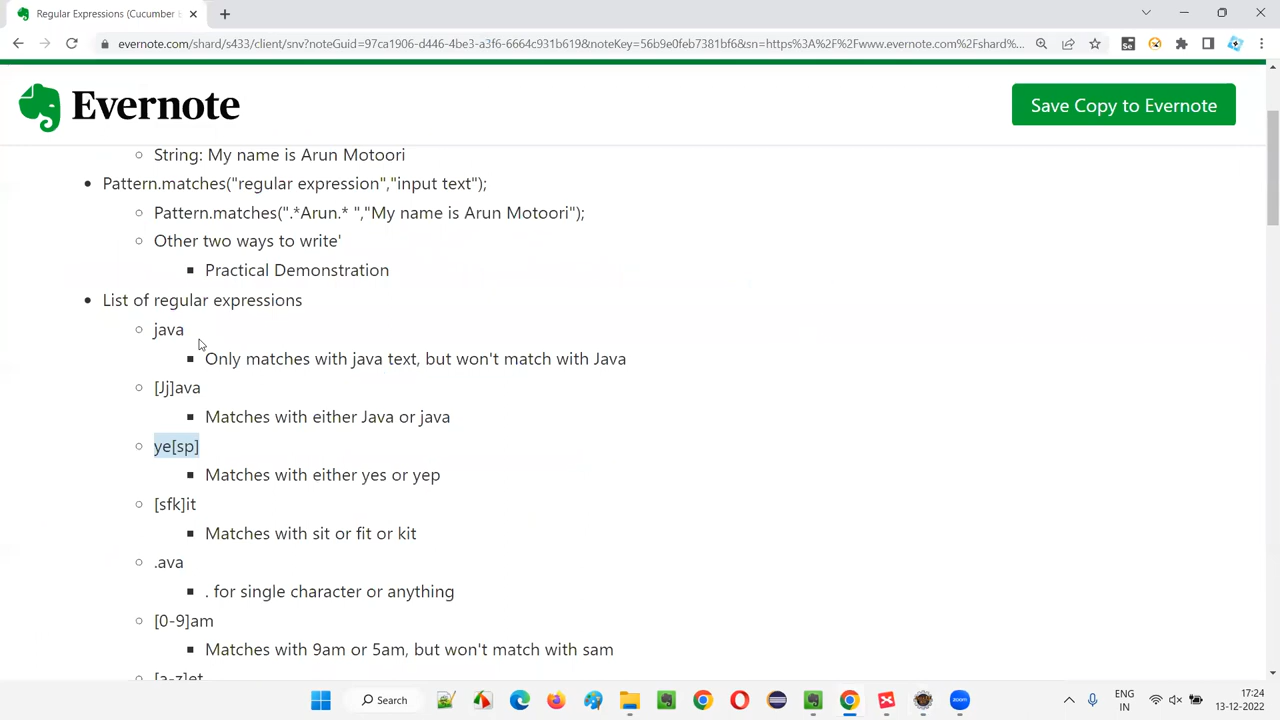 Regular Expressions (Cucumber E
evernote.com/shard/s433/client/snv?noteGuid=97ca1906-d446-1be3-a3f6-6664c931b619&noteKey=56b9e0feb7381bf6&sn=https%3A%2F%2Fwww.evernote.com%2Fshard%...
Evernote
Save Copy to Evernote
String: My name is Arun Motoori
Pattern.matches("regular expression","input text");
Pattern.matches(".*Arun.* ","My name is Arun Motoori");
Other two ways to write'
Practical Demonstration
List of regular expressions
java
Only matches with java text, but won't match with Java
[Jj]ava
Matches with either Java or java
ye[sp]
Matches with either yes or yep
[sfk]it
Matches with sit or fit or kit
.ava
. for single character or anything
[0-9]am
Matches with 9am or 5am, but won't match with sam
[a-z]et
Search
ENG
IN
17:24
13-12-2022